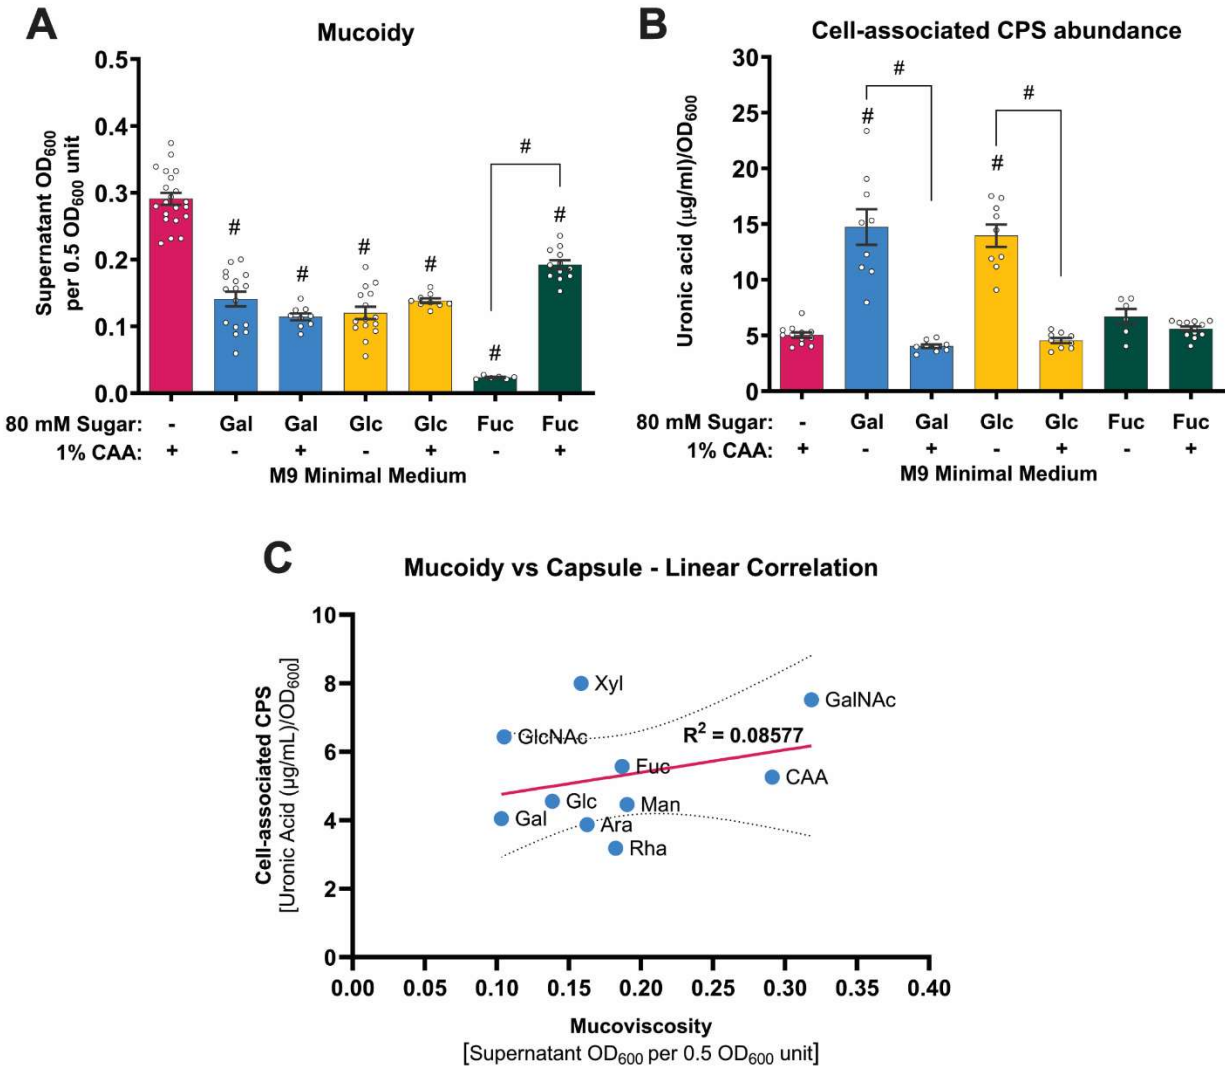 A
Mucoidy
Supernatant OD600
per 0.5 OD600 unit
0.5
0.4
0.3
0.2
0.1
0.0
# # # # # # #
80 mM Sugar: - Gal Gal Glc Glc Fuc Fuc
1% CAA: + - + - + - +
M9 Minimal Medium
B
Cell-associated CPS abundance
Uronic acid (μg/ml)/OD600
30
25
20
15
10
5
0
# # # #
- Gal Gal Glc Glc Fuc Fuc
+ - + - + - +
M9 Minimal Medium
C
Mucoidy vs Capsule - Linear Correlation
Cell-associated CPS
[Uronic Acid (μg/mL)/OD600]
10
8
6
4
2
0
Xyl
GalNAc
GlcNAc
R2 = 0.08577
Fuc
CAA
Glc
Man
Gal
Ara
Rha
0.00 0.05 0.10 0.15 0.20 0.25 0.30 0.35 0.40
Mucoviscosity
[Supernatant OD600 per 0.5 OD600 unit]